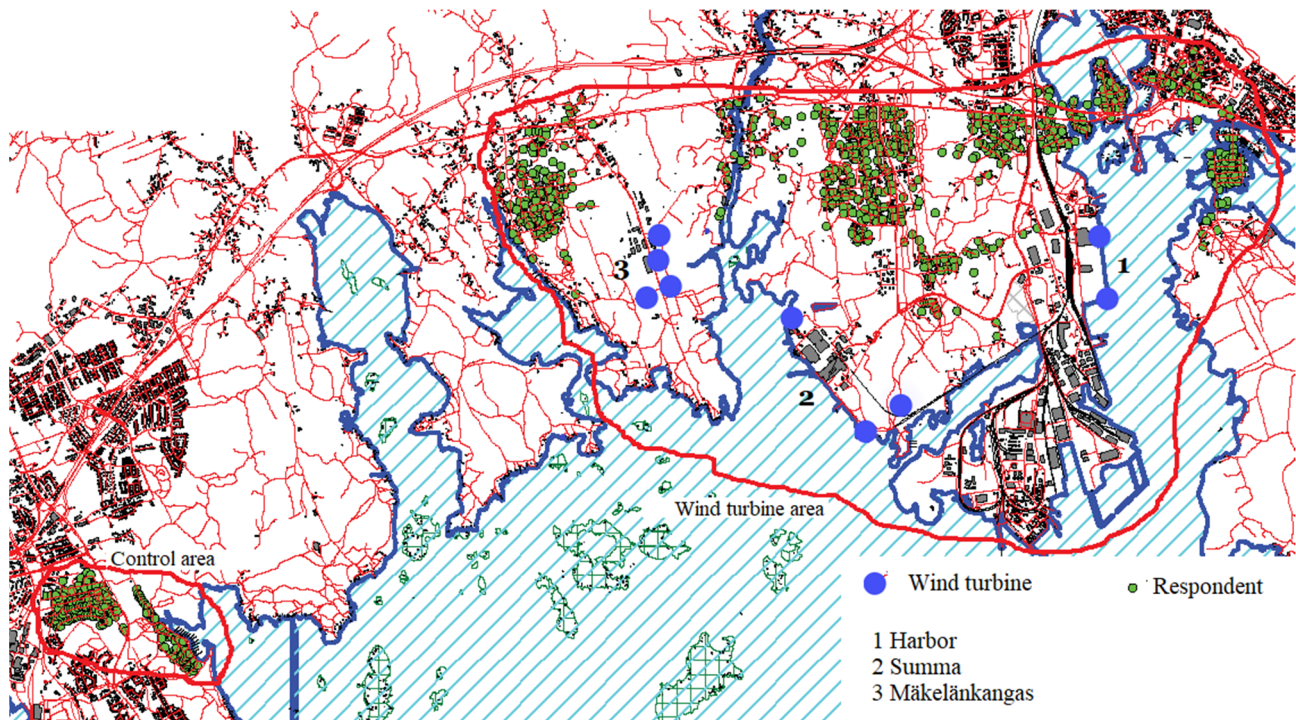 1
3
2
Wind turbine area
Control area
Wind turbine
Respondent
1 Harbor
2 Summa
3 Mäkelänkangas